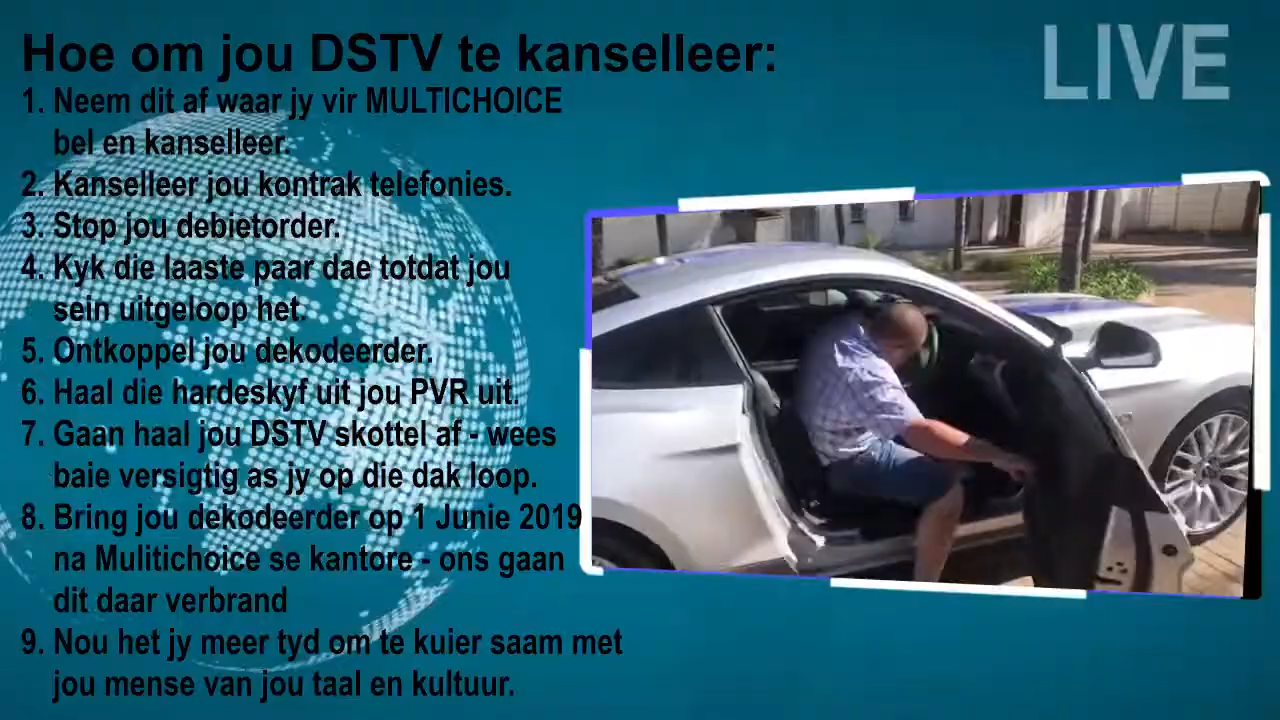 Hoe om jou DSTV te kanselleer:
1. Neem dit af waar jy vir MULTICHOICE
bel en kanselleer.
2. Kanselleer jou kontrak telefonies.
3. Stop jou debietorder.
4. Kyk die laaste paar dae totdat jou
sein uitgeloop het.
5. Ontkoppel jou dekodeerder.
6. Haal die hardeskyf uit jou PVR uit.
7. Gaan haal jou DSTV skottel af - wees
baie versigtig as jy op die dak loop.
8. Bring jou dekodeerder op 1 Junie 2019
na Mulitichoice se kantore - ons gaan
dit daar verbrand
9. Nou het jy meer tyd om te kuier saam met
jou mense van jou taal en kultuur.
LIVE